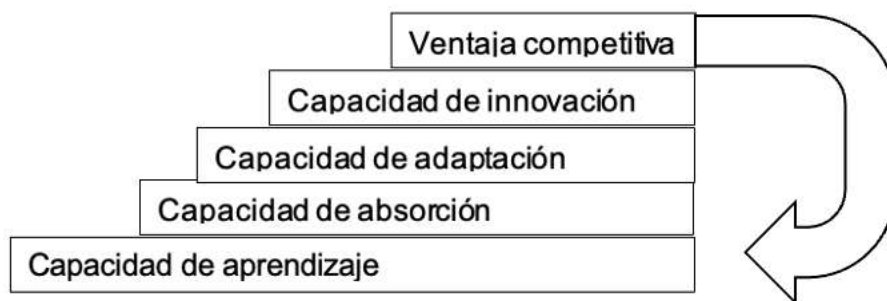 Ventaja competitiva
Capacidad de innovación
Capacidad de adaptación
Capacidad de absorción
Capacidad de aprendizaje